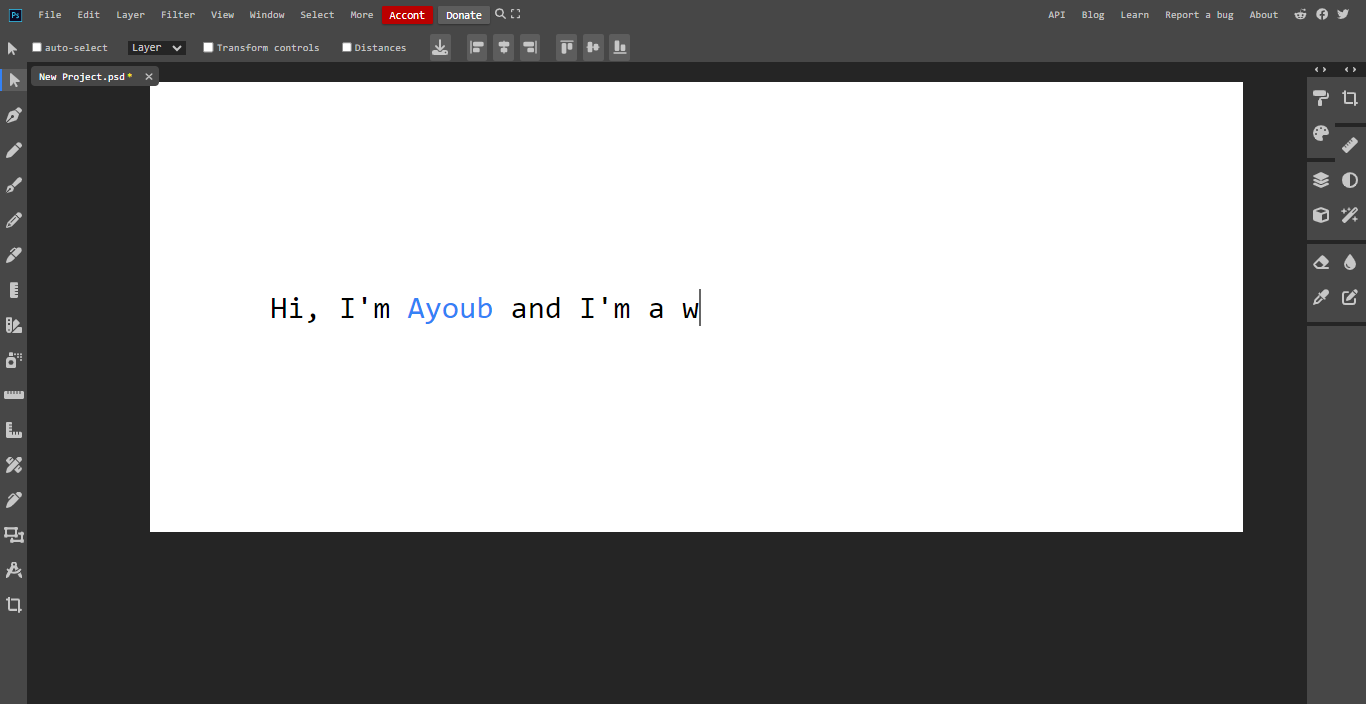 Ps File Edit Layer Filter View Window Select More Accont Donate API Blog Learn Report a bug About
auto-select Layer Transform controls Distances
New Project.psd*
Hi, I'm Ayoub and I'm a w